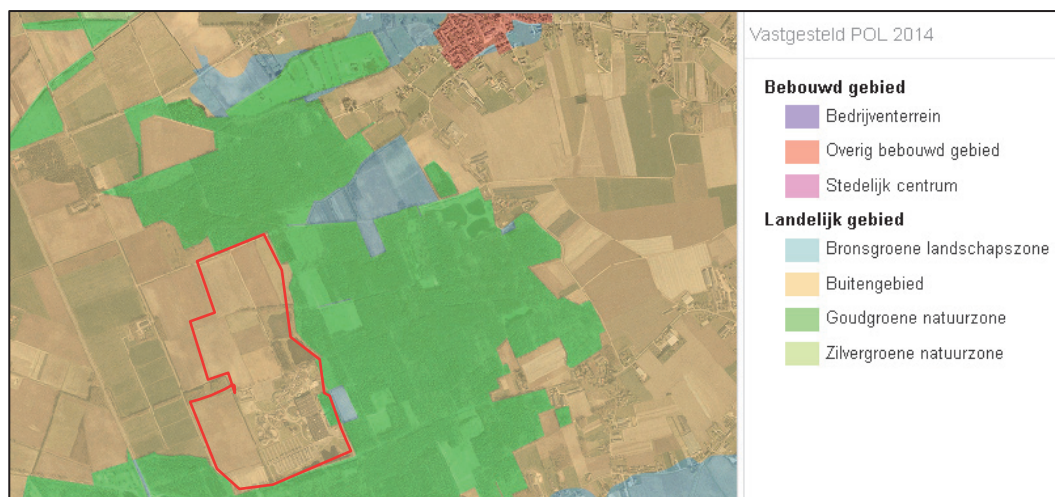 Vastgesteld POL 2014
Bebouwd gebied
Bedrijventerrein
Overig bebouwd gebied
Stedelijk centrum
Landelijk gebied
Bronsgroene landschapszone
Buitengebied
Goudgroene natuurzone
Zilvergroene natuurzone